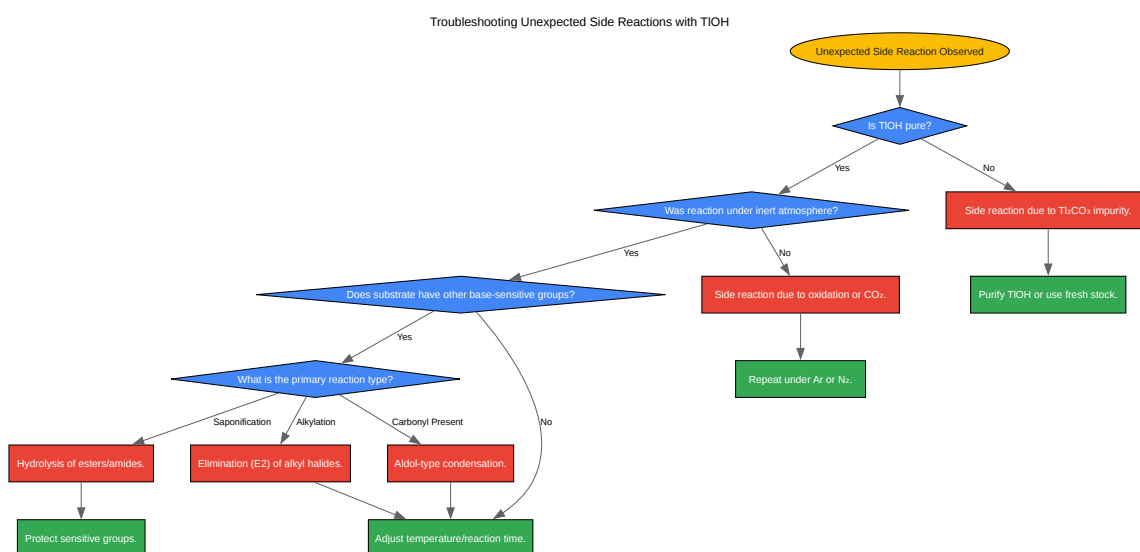 Troubleshooting Unexpected Side Reactions with TlOH
Unexpected Side Reaction Observed
Is TlOH pure?
Yes
No
Was reaction under inert atmosphere?
Side reaction due to Tl₂CO₃ impurity.
Yes
No
Does substrate have other base-sensitive groups?
Side reaction due to oxidation or CO₂.
Purify TlOH or use fresh stock.
Yes
What is the primary reaction type?
Repeat under Ar or N₂.
Saponification
Alkylation
Carbonyl Present
No
Hydrolysis of esters/amides.
Elimination (E2) of alkyl halides.
Aldol-type condensation.
Protect sensitive groups.
Adjust temperature/reaction time.